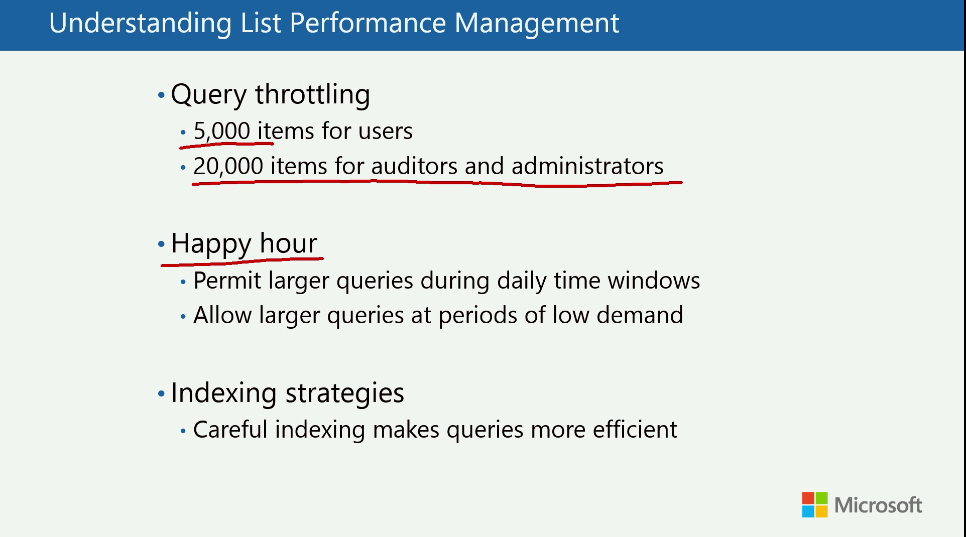 Understanding List Performance Management
• Query throttling
• 5,000 items for users
• 20,000 items for auditors and administrators
• Happy hour
• Permit larger queries during daily time windows
• Allow larger queries at periods of low demand
• Indexing strategies
• Careful indexing makes queries more efficient
Microsoft